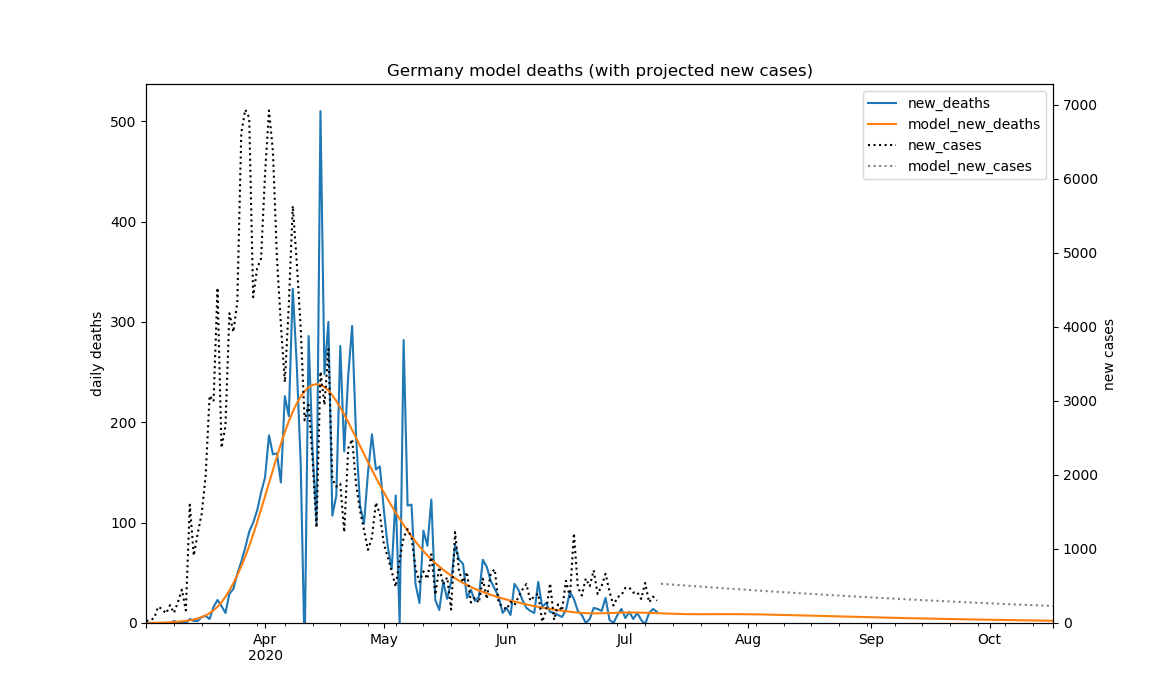 Germany model deaths (with projected new cases)
new_deaths
model_new_deaths
new_cases
model_new_cases
daily deaths
500
400
300
200
100
0
7000
6000
5000
4000
3000
2000
1000
0
new cases
Apr
2020
May
Jun
Jul
Aug
Sep
Oct